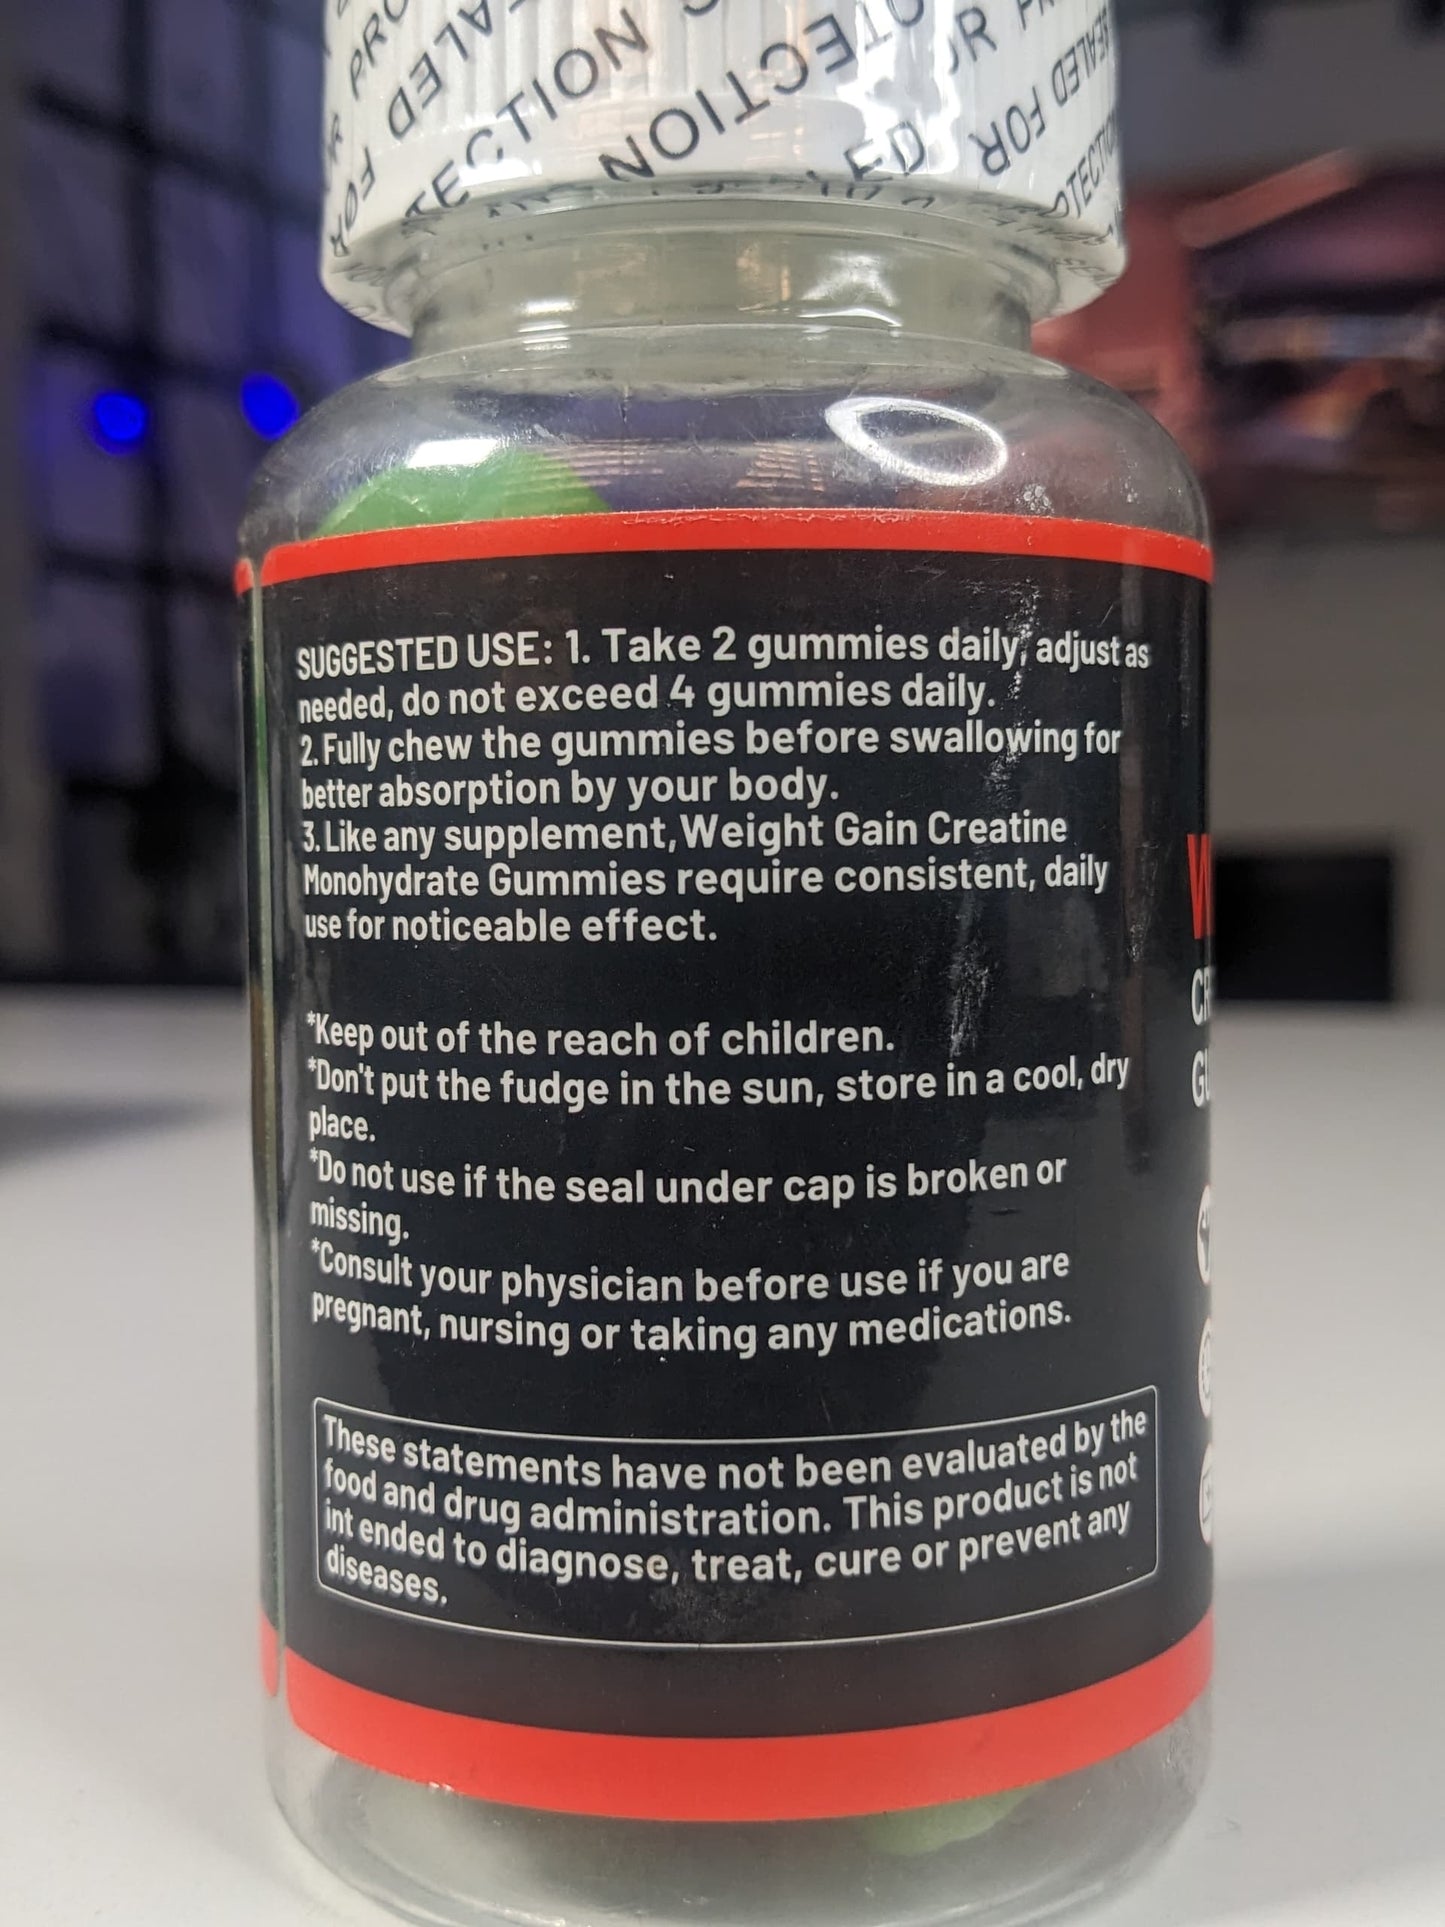 PRO
SEALED
FOR
TECTION
NOTECTION
SEALED FOR
OTECTION
SUGGESTED USE: 1. Take 2 gummies daily, adjust as
needed, do not exceed 4 gummies daily.
2. Fully chew the gummies before swallowing for
better absorption by your body.
3. Like any supplement, Weight Gain Creatine
Monohydrate Gummies require consistent, daily
use for noticeable effect.
*Keep out of the reach of children.
*Don't put the fudge in the sun, store in a cool, dry
place.
*Do not use if the seal under cap is broken or
missing.
*Consult your physician before use if you are
pregnant, nursing or taking any medications.
These statements have not been evaluated by the
food and drug administration. This product is not
int ended to diagnose, treat, cure or prevent any
diseases.